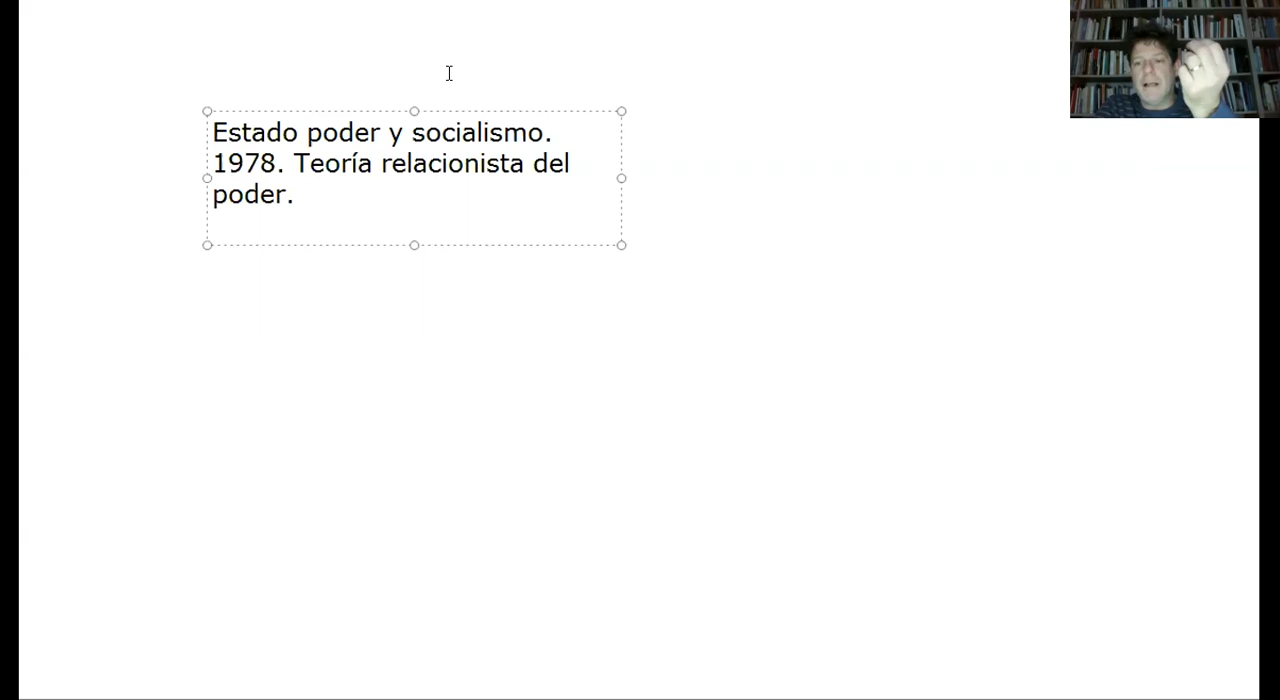 Estado poder y socialismo.
1978. Teoría relacionista del
poder.